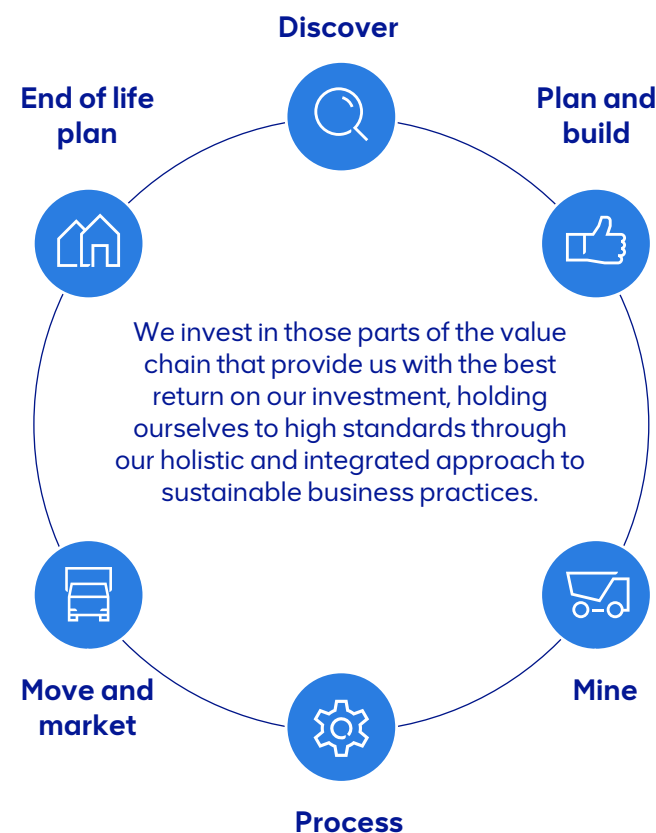 Discover
End of life
plan
Plan and
build
We invest in those parts of the value
chain that provide us with the best
return on our investment, holding
ourselves to high standards through
our holistic and integrated approach to
sustainable business practices.
Move and
market
Mine
Process